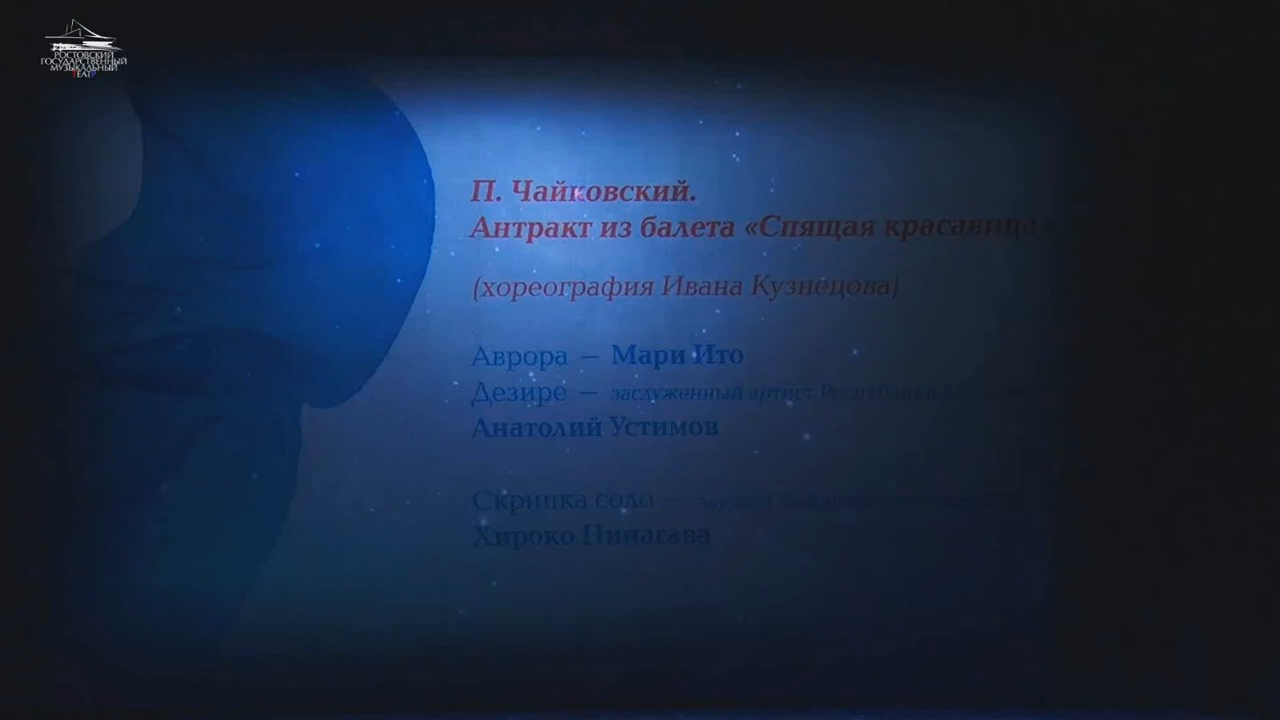 РОСТОВСКИЙ
ГОСУДАРСТВЕННЫЙ
МУЗЫКАЛЬНЫЙ
ТЕАТР
П. Чайковский.
Антракт из балета «Спящая красавица»
(хореография Ивана Кузнецова)
Аврора — Мари Ито
Дезире — заслуженный артист Республики
Анатолий Устимов
Скрипка соло —
Хироко Нинагава